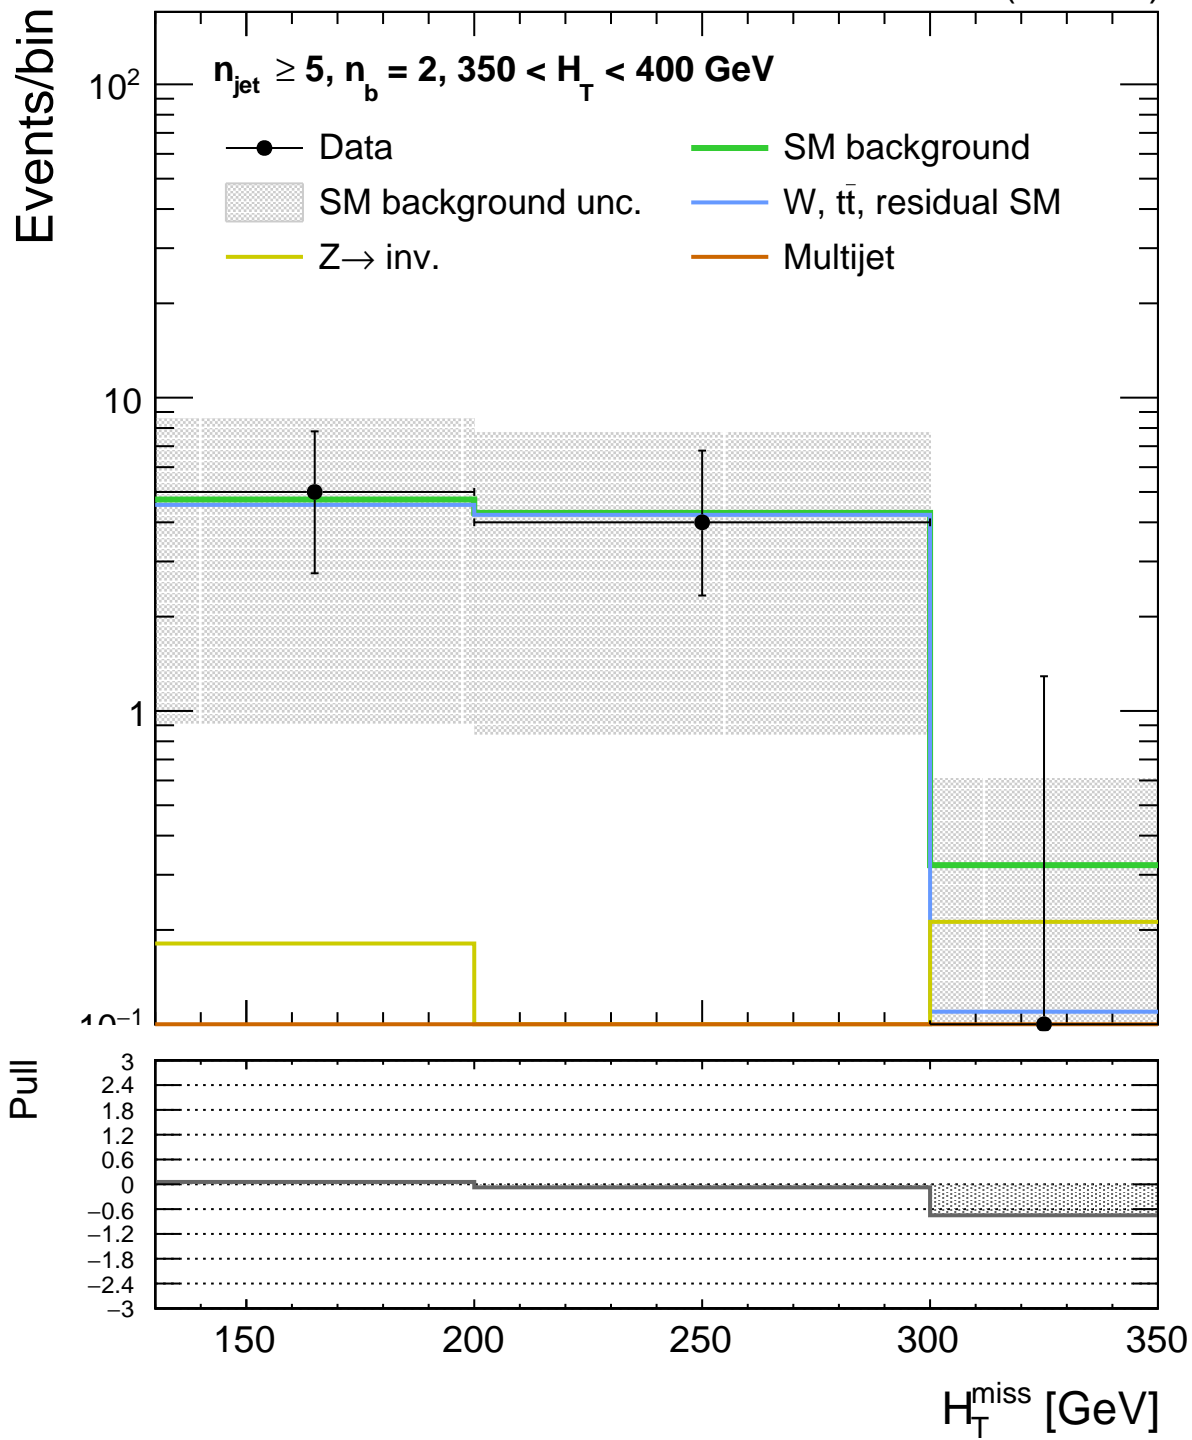 Events/bin
n_jet ≥ 5, n_b = 2, 350 < H_T < 400 GeV
Data
SM background
SM background unc.
W, tt̄, residual SM
Z→ inv.
Multijet
10²
10
1
10⁻¹
Pull
3
2.4
1.8
1.2
0.6
0
−0.6
−1.2
−1.8
−2.4
−3
150 200 250 300 350
H_T^miss [GeV]